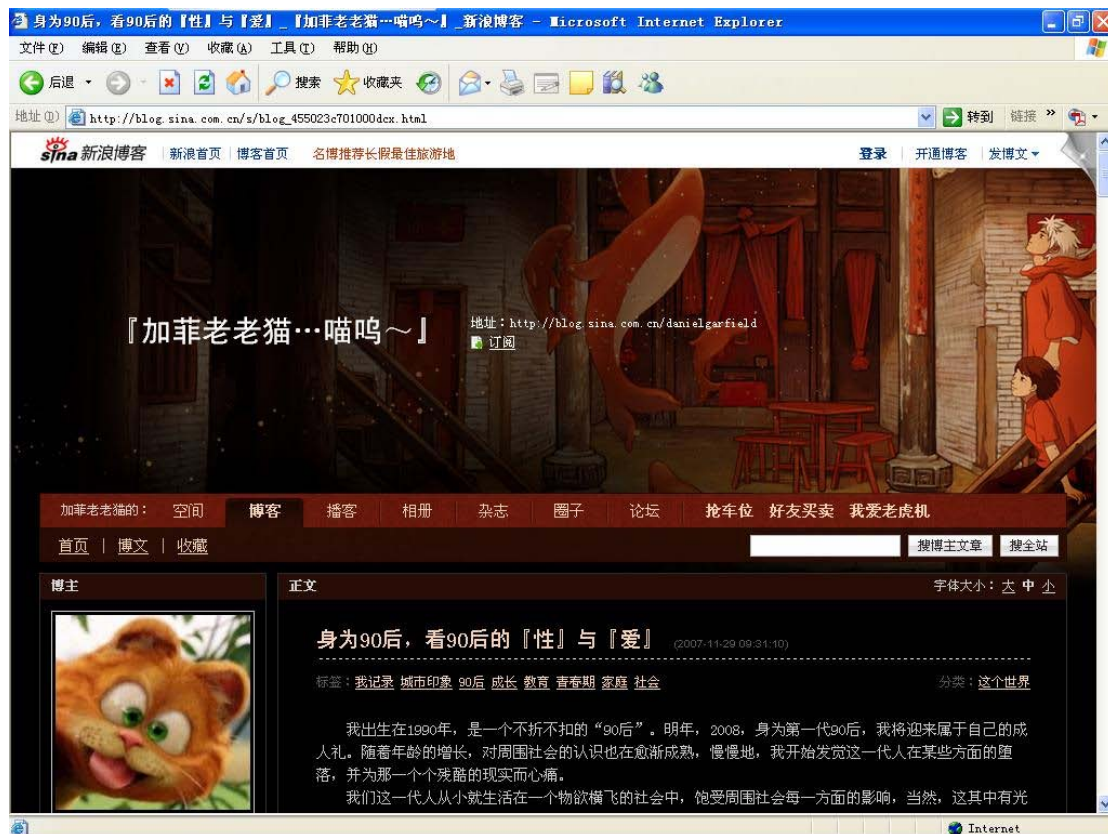 身为90后，看90后的『性』与『爱』_『加菲老老猫…喵呜～』_新浪博客 - Microsoft Internet Explorer
文件(F) 编辑(E) 查看(V) 收藏(A) 工具(T) 帮助(H)
后退 搜索 收藏夹
地址(D) http://blog.sina.com.cn/s/blog_455023c701000dcx.html 转到 链接 »
sina 新浪博客 新浪首页 博客首页 名博推荐长假最佳旅游地 登录 开通博客 发博文
『加菲老老猫…喵呜～』
地址：http://blog.sina.com.cn/danielgarfield
订阅
加菲老老猫的： 空间 博客 播客 相册 杂志 圈子 论坛 抢车位 好友买卖 我爱老虎机
首页 | 博文 | 收藏 搜博主文章 搜全站
博主
正文 字体大小：大 中 小
身为90后，看90后的『性』与『爱』 (2007-11-29 09:31:10)
标签：我记录 城市印象 90后 成长 教育 青春期 家庭 社会 分类：这个世界
我出生在1990年，是一个不折不扣的“90后”。明年，2008，身为第一代90后，我将迎来属于自己的成
人礼。随着年龄的增长，对周围社会的认识也在愈渐成熟，慢慢地，我开始发觉这一代人在某些方面的堕
落，并为那一个个残酷的现实而心痛。
我们这一代人从小就生活在一个物欲横飞的社会中，饱受周围社会每一方面的影响，当然，这其中有光
Internet